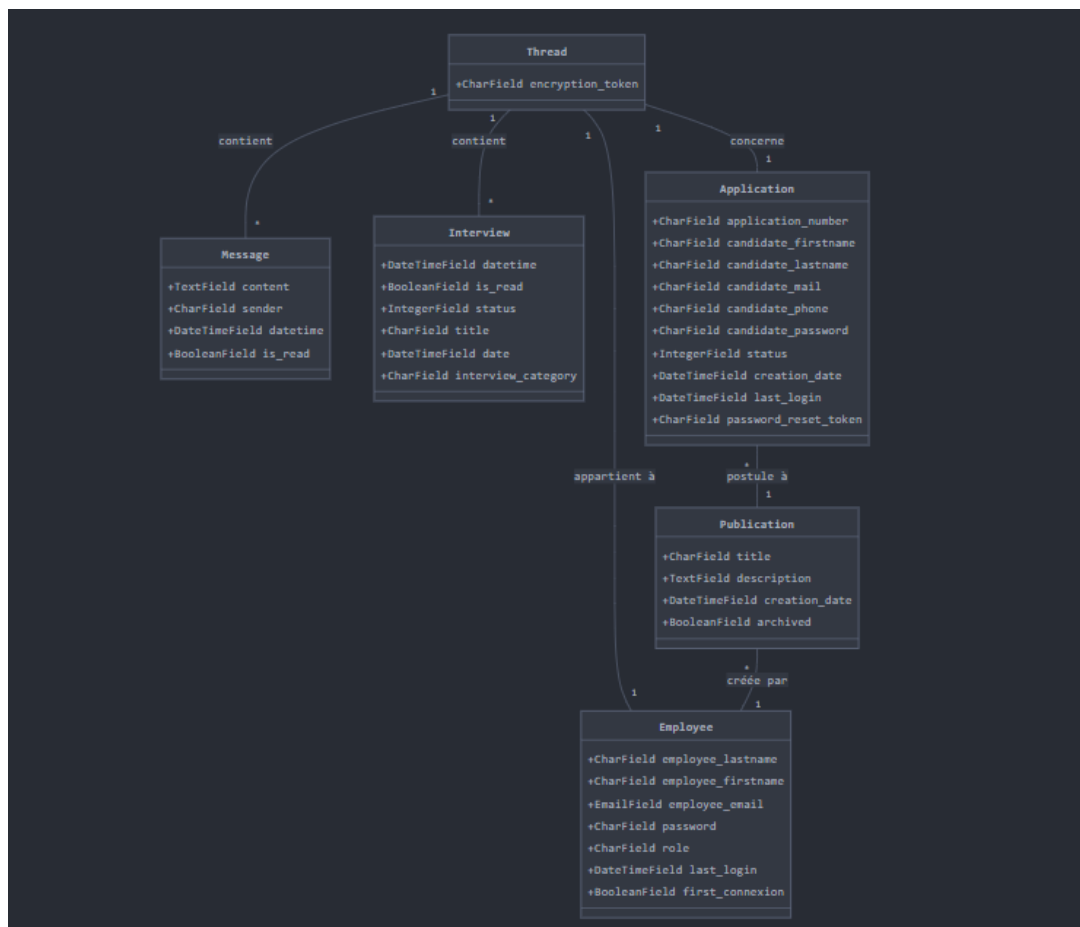 Thread
+CharField encryption_token
1
1
1
1
contient
contient
concerne
1
Application
+CharField application_number
+CharField candidate_firstname
+CharField candidate_lastname
+CharField candidate_mail
+CharField candidate_phone
+CharField candidate_password
+IntegerField status
+DateTimeField creation_date
+DateTimeField last_login
+CharField password_reset_token
*
Interview
+DateTimeField datetime
+BooleanField is_read
+IntegerField status
+CharField title
+DateTimeField date
+CharField interview_category
*
Message
+TextField content
+CharField sender
+DateTimeField datetime
+BooleanField is_read
*
appartient à
postule à
1
Publication
+CharField title
+TextField description
+DateTimeField creation_date
+BooleanField archived
*
créée par
1
1
Employee
+CharField employee_lastname
+CharField employee_firstname
+EmailField employee_email
+CharField password
+CharField role
+DateTimeField last_login
+BooleanField first_connexion